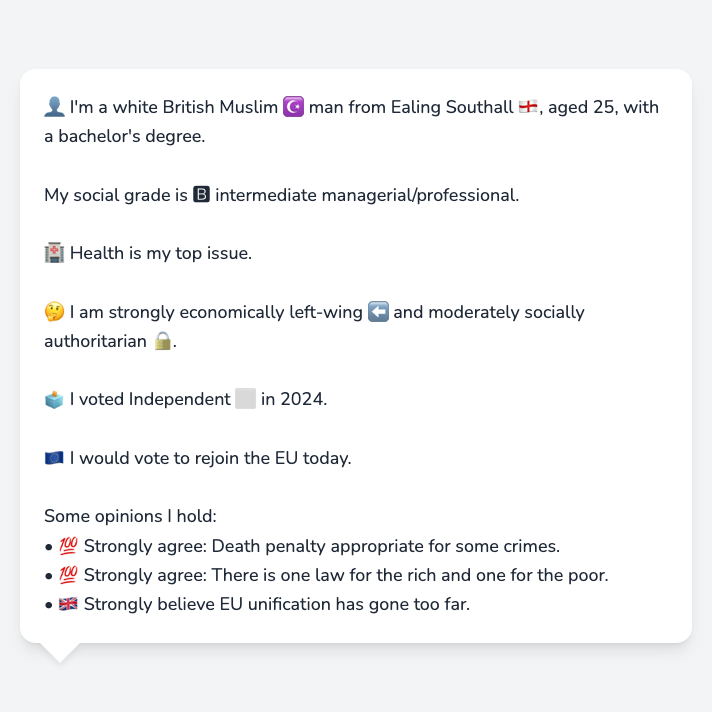 👤 I'm a white British Muslim ☪️ man from Ealing Southall 🏴󠁧󠁢󠁥󠁮󠁧󠁿, aged 25, with
a bachelor's degree.
My social grade is 🅱 intermediate managerial/professional.
🏥 Health is my top issue.
🤔 I am strongly economically left-wing ⬅️ and moderately socially
authoritarian 🔒.
🗳️ I voted Independent ⬜ in 2024.
🇪🇺 I would vote to rejoin the EU today.
Some opinions I hold:
• 💯 Strongly agree: Death penalty appropriate for some crimes.
• 💯 Strongly agree: There is one law for the rich and one for the poor.
• 🇬🇧 Strongly believe EU unification has gone too far.